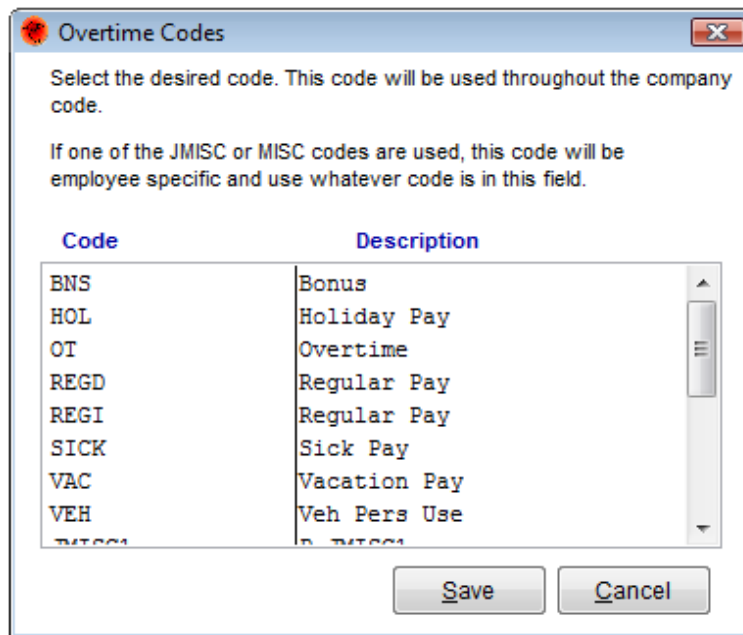 Overtime Codes
Select the desired code. This code will be used throughout the company
code.
If one of the JMISC or MISC codes are used, this code will be
employee specific and use whatever code is in this field.
Code Description
BNS Bonus
HOL Holiday Pay
OT Overtime
REGD Regular Pay
REGI Regular Pay
SICK Sick Pay
VAC Vacation Pay
VEH Veh Pers Use
Save Cancel